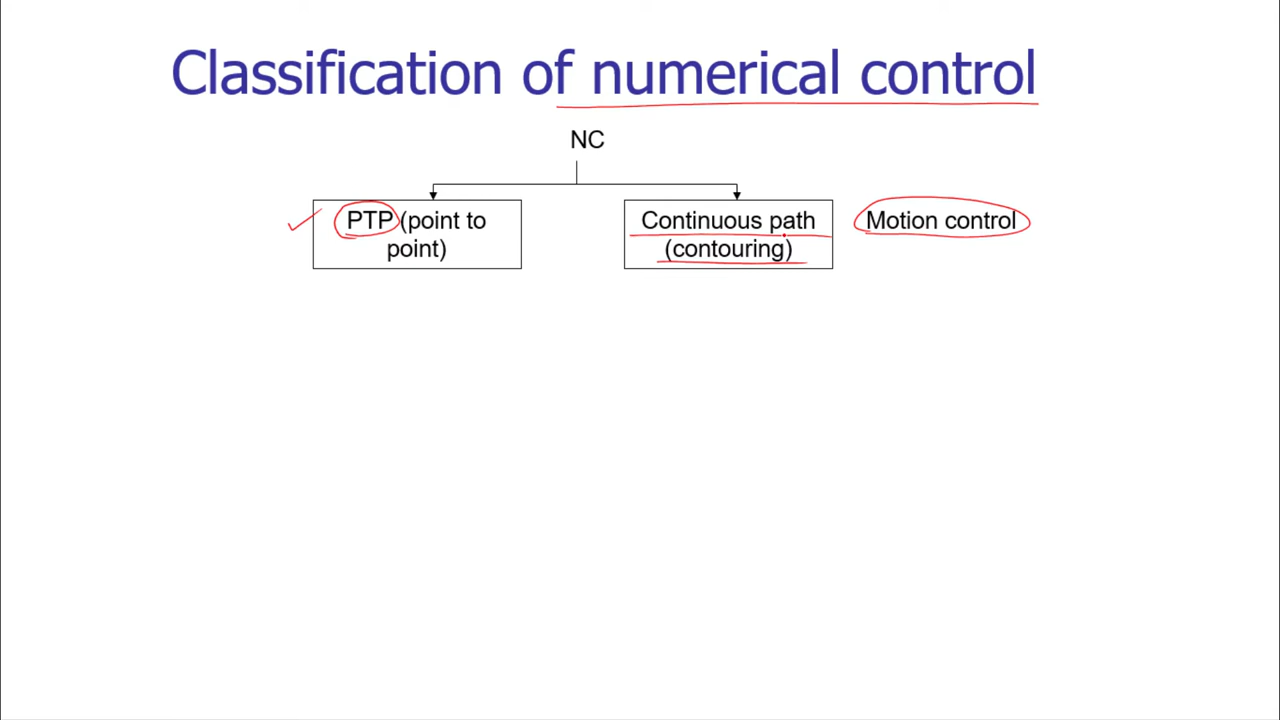 Classification of numerical control
NC
PTP (point to
point)
Continuous path
(contouring)
Motion control